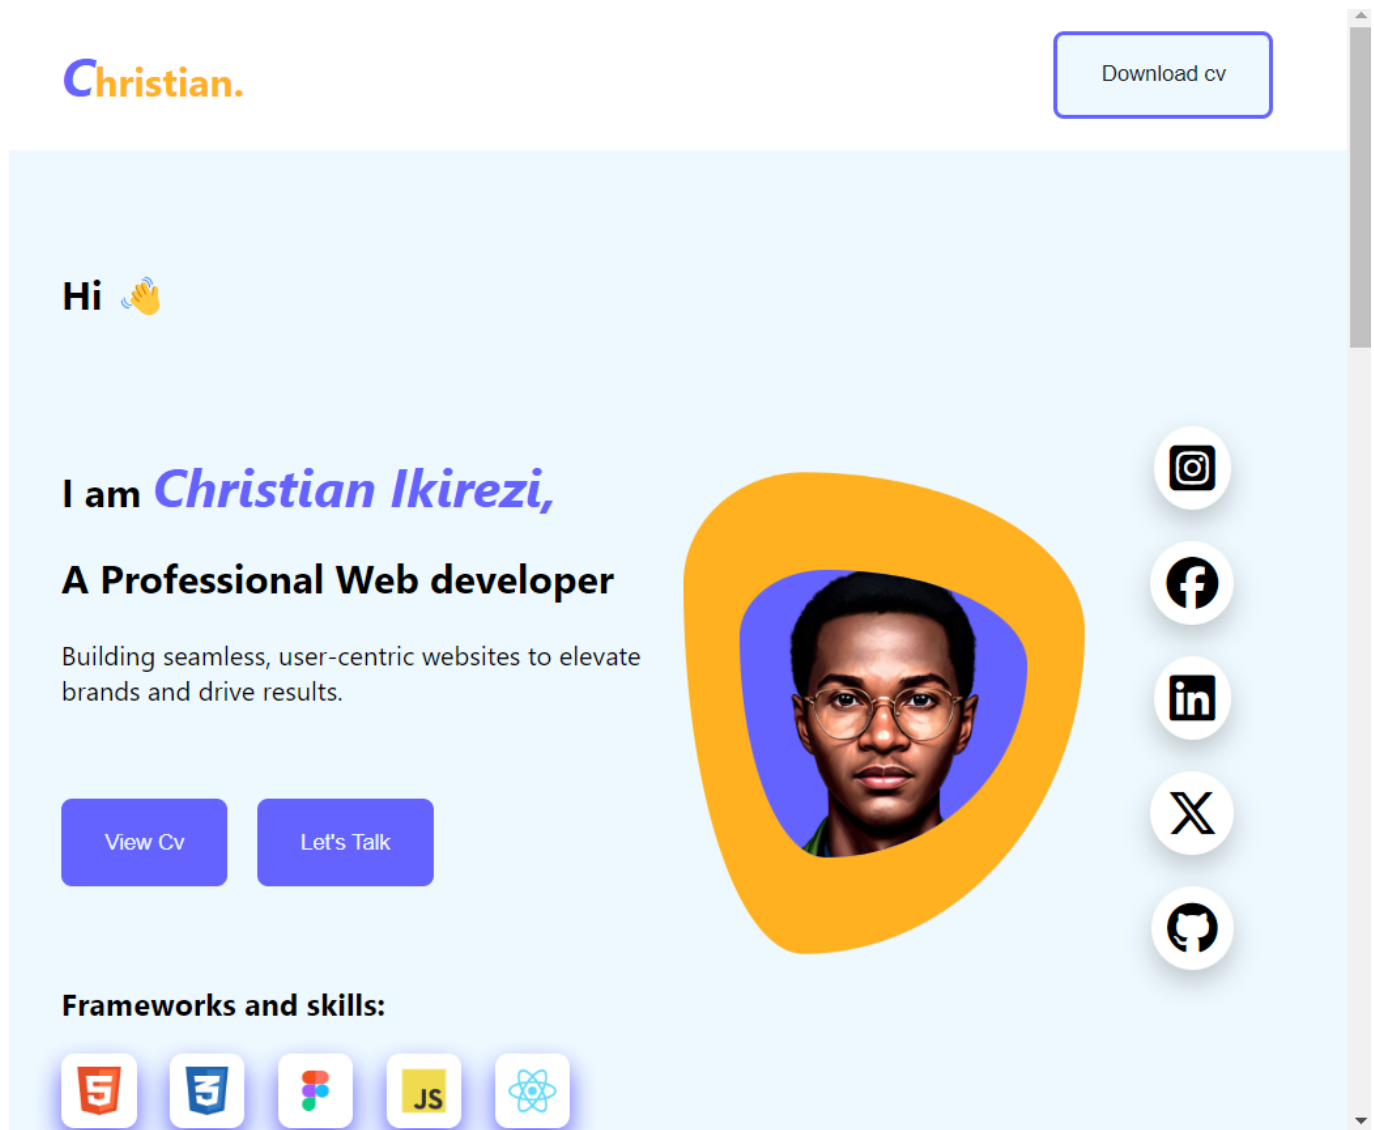 Christian.
Download cv
Hi
I am Christian Ikirezi,
A Professional Web developer
Building seamless, user-centric websites to elevate
brands and drive results.
View Cv
Let's Talk
Frameworks and skills:
JS